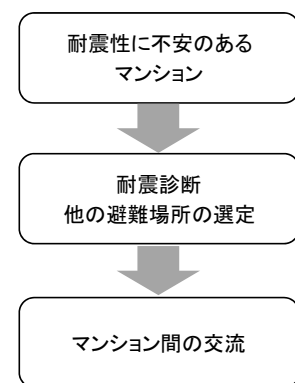 耐震性に不安のある
マンション
耐震診断
他の避難場所の選定
マンション間の交流